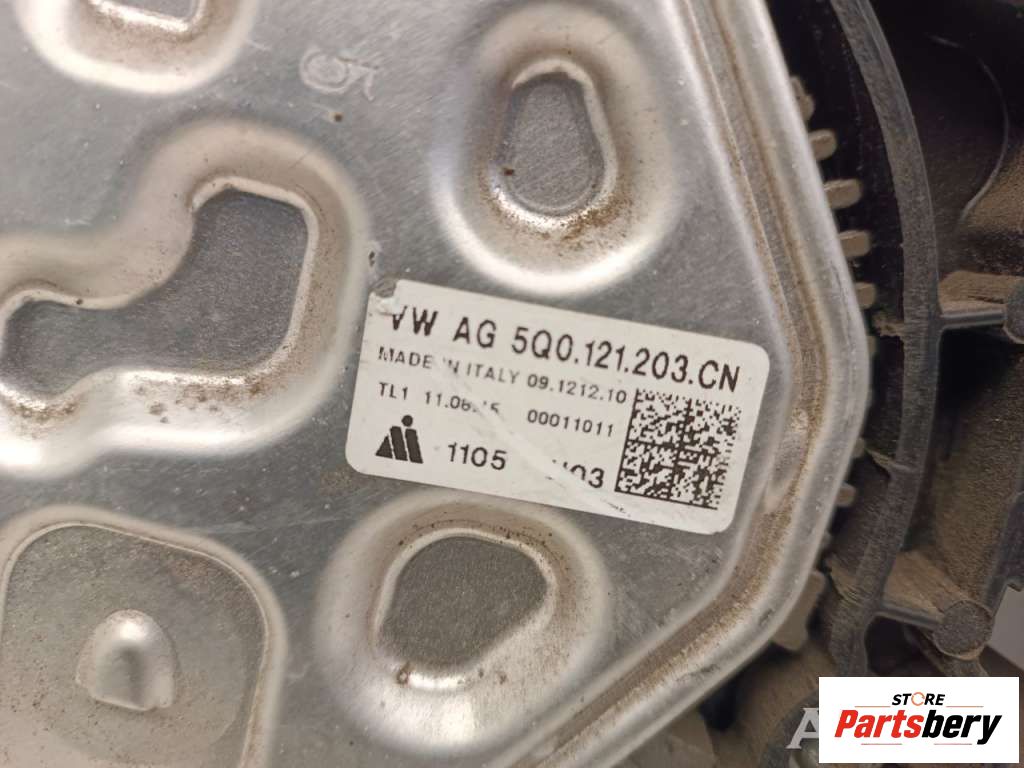 VW AG 5Q0.121.203.CN
MADE IN ITALY 09.1212.10
TL1 00011011
1105
STORE
Partsbery